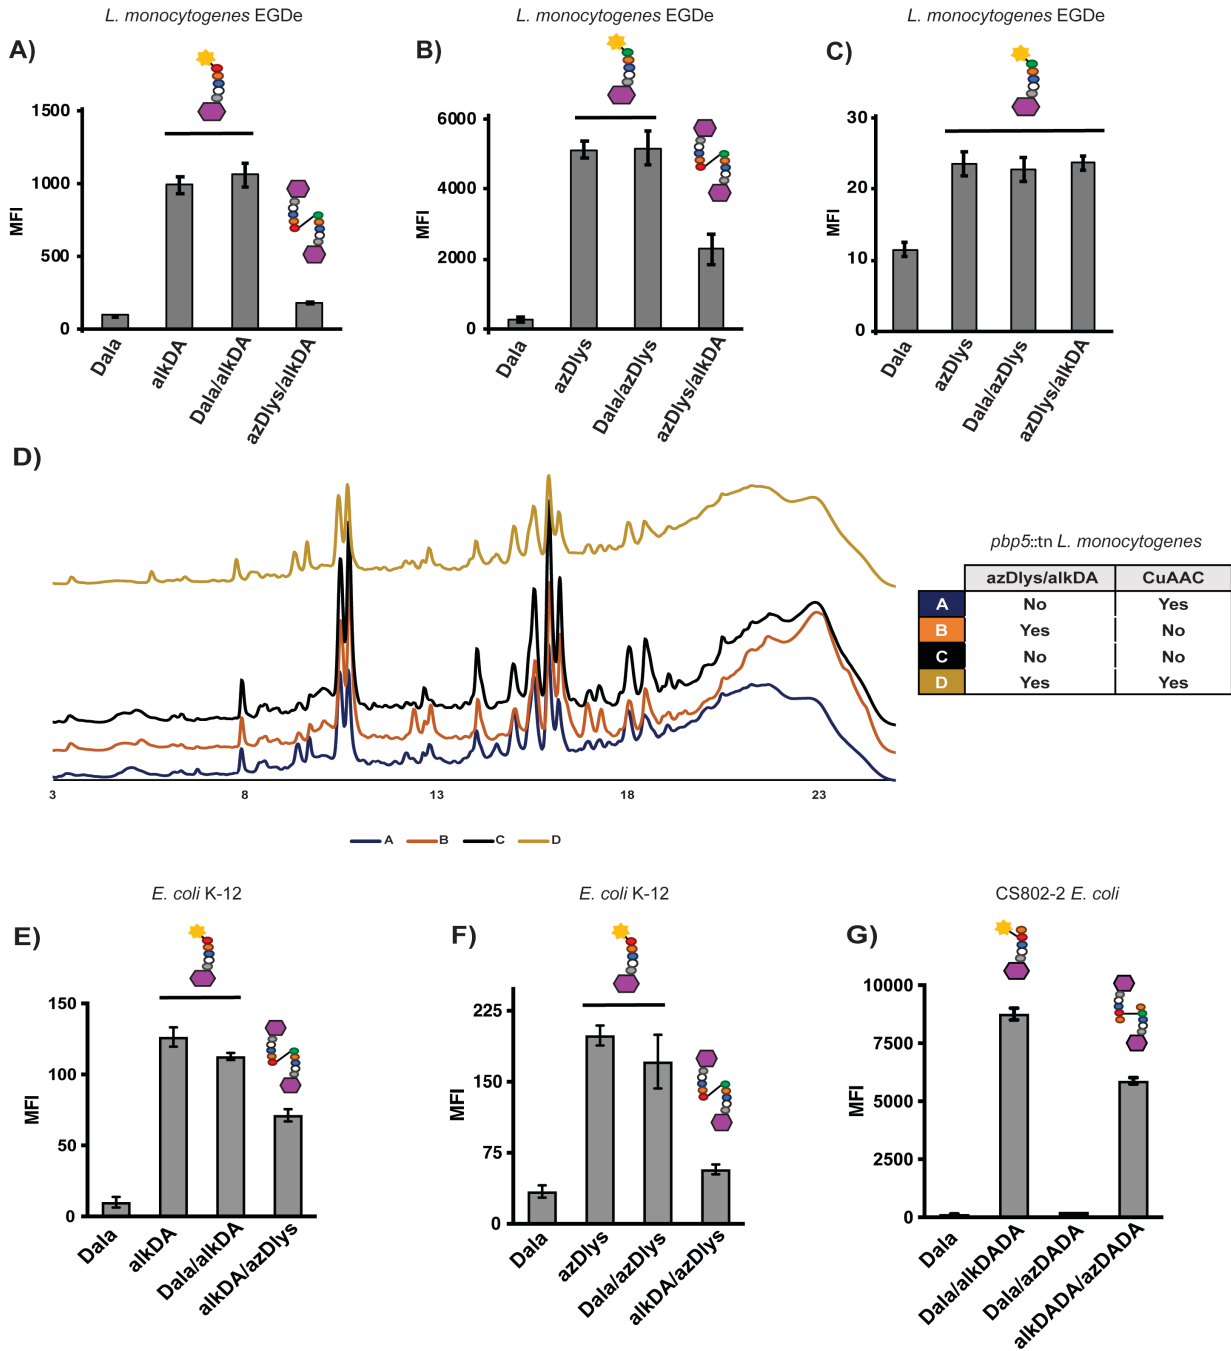 L. monocytogenes EGDe
L. monocytogenes EGDe
L. monocytogenes EGDe
A)
B)
C)
1500
1000
500
0
MFI
Dala
alkDA
Dala/alkDA
azDlys/alkDA
6000
4000
2000
0
MFI
Dala
azDlys
Dala/azDlys
azDlys/alkDA
30
20
10
0
MFI
Dala
azDlys
Dala/azDlys
azDlys/alkDA
D)
3 8 13 18 23
A B C D
pbp5::tn L. monocytogenes
azDlys/alkDA CuAAC
A No Yes
B Yes No
C No No
D Yes Yes
E. coli K-12
E. coli K-12
CS802-2 E. coli
E)
F)
G)
150
100
50
0
MFI
Dala
alkDA
Dala/alkDA
alkDA/azDlys
225
150
75
0
MFI
Dala
azDlys
Dala/azDlys
alkDA/azDlys
10000
7500
5000
2500
0
MFI
Dala
Dala/alkDADA
Dala/azDADA
alkDADA/azDADA